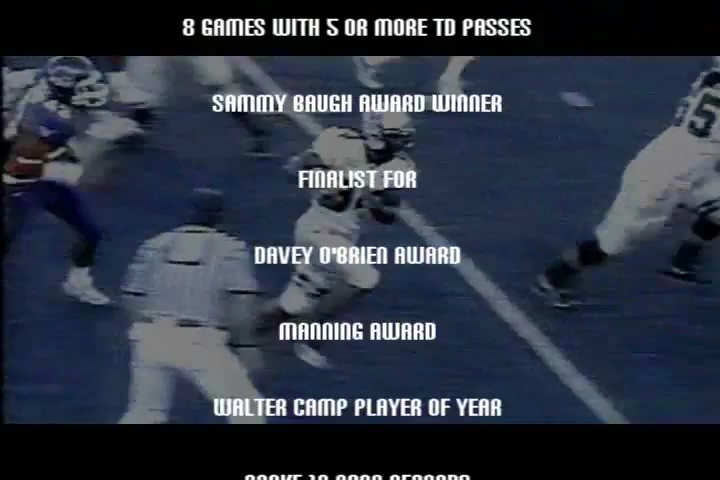 8 GAMES WITH 5 OR MORE TD PASSES
SAMMY BAUGH AWARD WINNER
FINALIST FOR
DAVEY O'BRIEN AWARD
MANNING AWARD
WALTER CAMP PLAYER OF YEAR
5